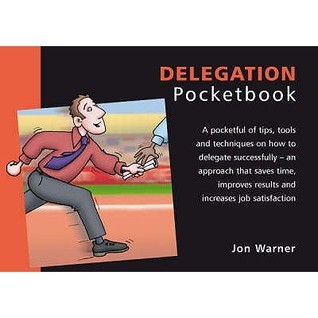 DELEGATION
Pocketbook
A pocketful of tips, tools
and techniques on how to
delegate successfully – an
approach that saves time,
improves results and
increases job satisfaction
Jon Warner